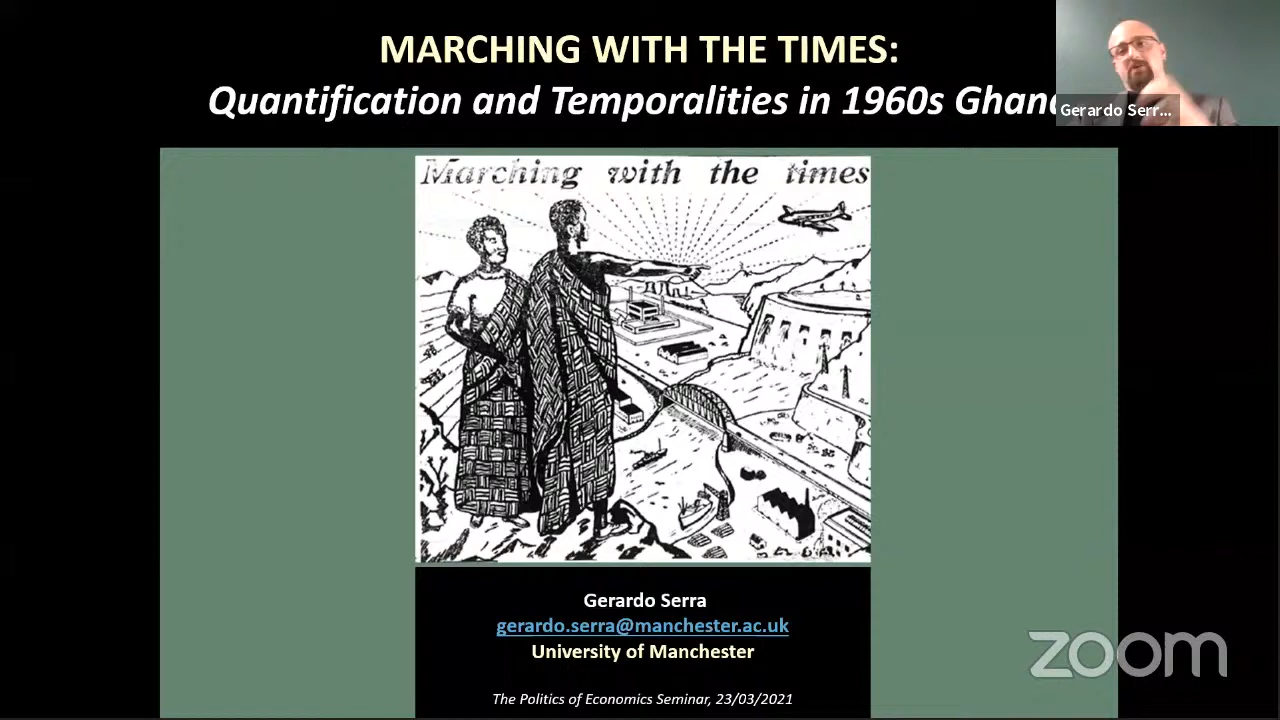 MARCHING WITH THE TIMES:
Quantification and Temporalities in 1960s Ghana
Gerardo Serr...
Marching with the times
Gerardo Serra
gerardo.serra@manchester.ac.uk
University of Manchester
The Politics of Economics Seminar, 23/03/2021
zoom